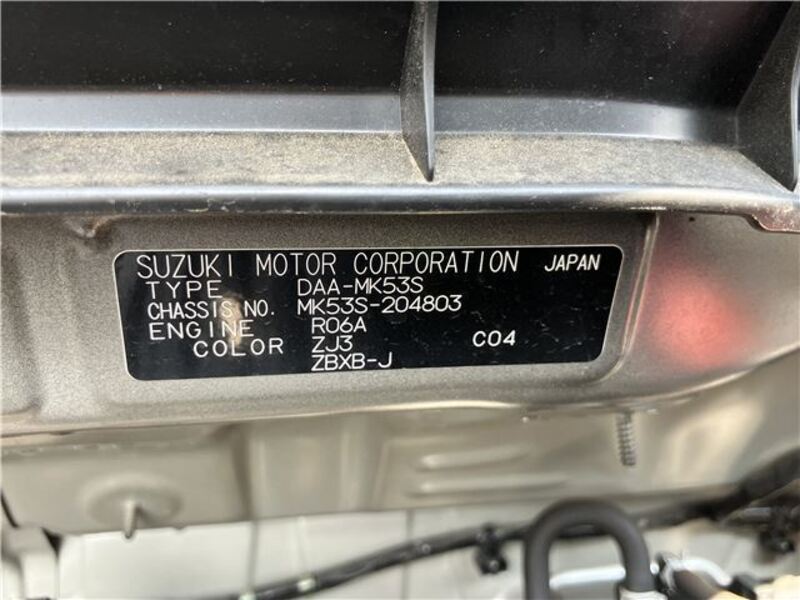 SUZUKI MOTOR CORPORATION JAPAN
TYPE DAA-MK53S
CHASSIS NO. MK53S-204803
ENGINE R06A
COLOR ZJ3 C04
ZBXB-J